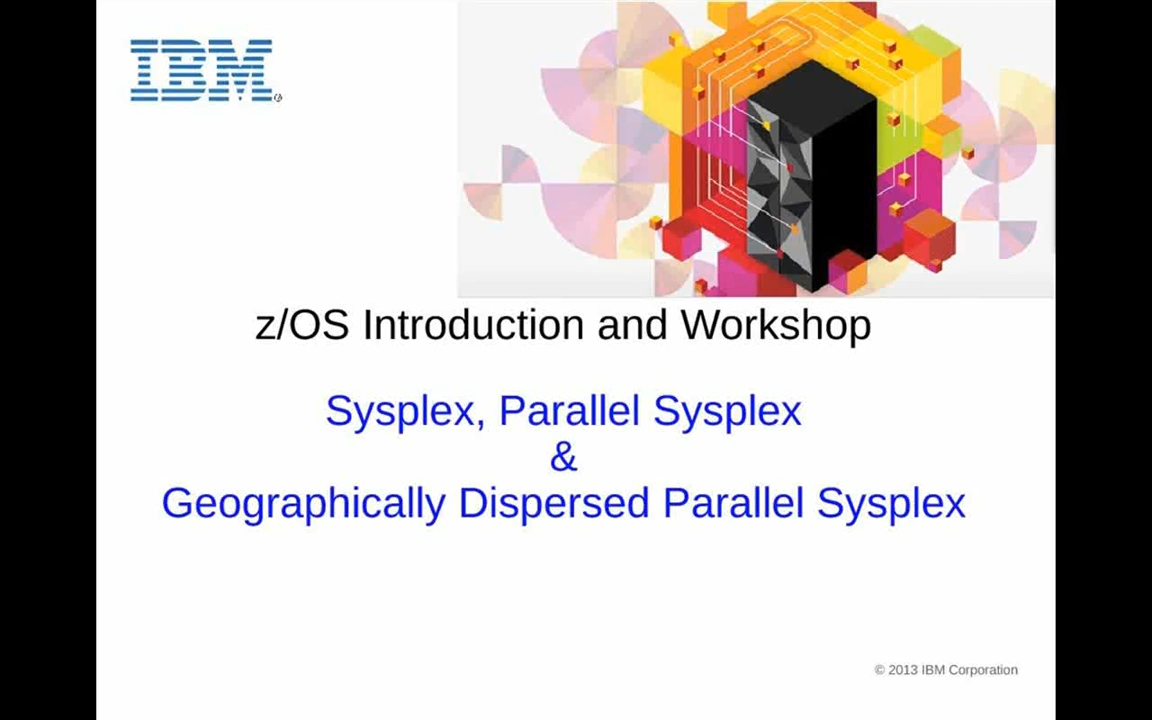 IBM®
z/OS Introduction and Workshop
Sysplex, Parallel Sysplex
&
Geographically Dispersed Parallel Sysplex
© 2013 IBM Corporation